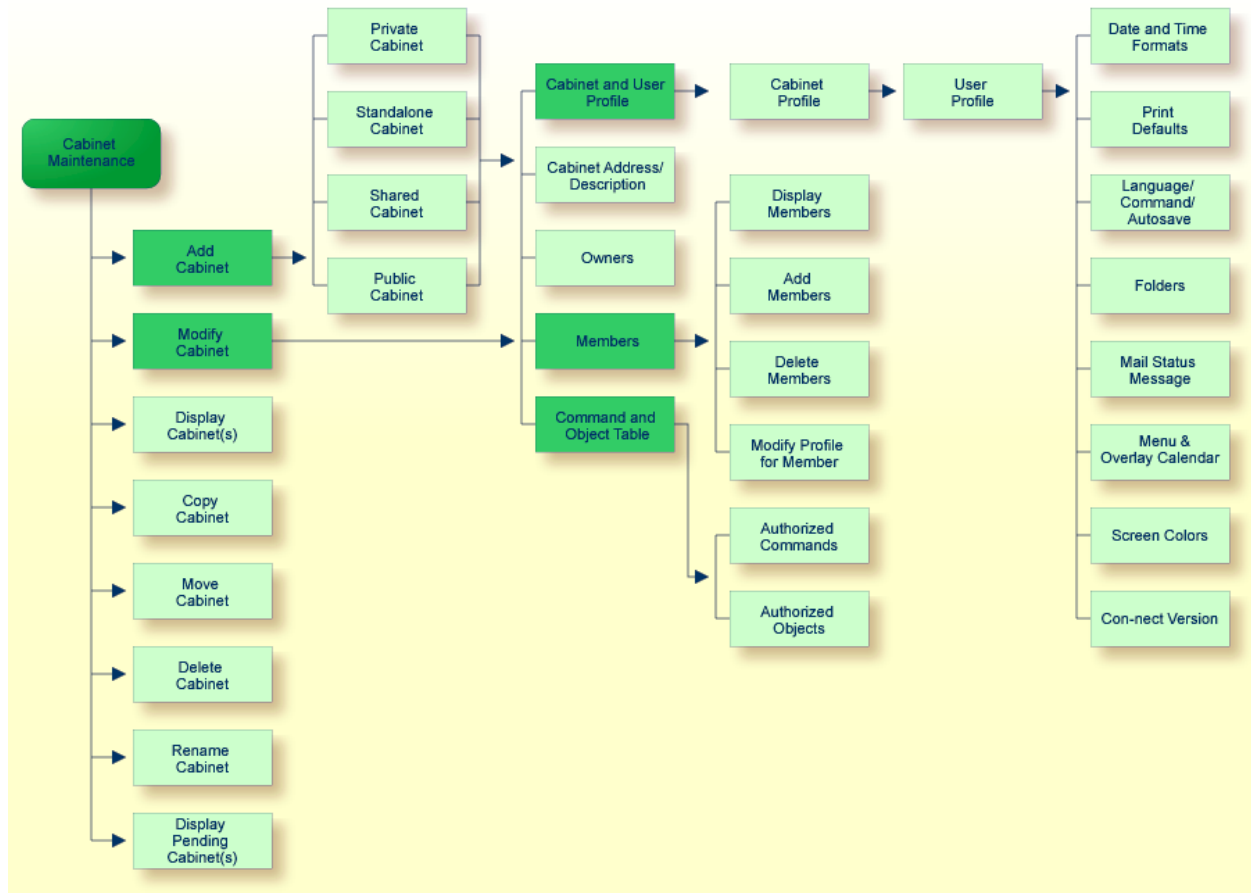 Cabinet
Maintenance
Add
Cabinet
Modify
Cabinet
Display
Cabinet(s)
Copy
Cabinet
Move
Cabinet
Delete
Cabinet
Rename
Cabinet
Display
Pending
Cabinet(s)
Private
Cabinet
Standalone
Cabinet
Shared
Cabinet
Public
Cabinet
Cabinet and User
Profile
Cabinet Address/
Description
Owners
Members
Command and
Object Table
Cabinet
Profile
Display
Members
Add
Members
Delete
Members
Modify Profile
for Member
Authorized
Commands
Authorized
Objects
User
Profile
Date and Time
Formats
Print
Defaults
Language/
Command/
Autosave
Folders
Mail Status
Message
Menu &
Overlay Calendar
Screen Colors
Con-nect Version